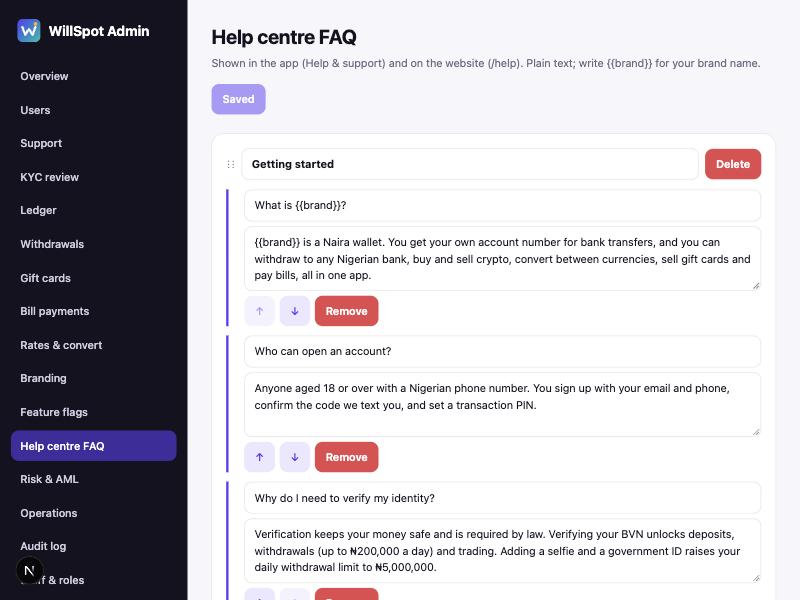 WillSpot Admin
Overview
Users
Support
KYC review
Ledger
Withdrawals
Gift cards
Bill payments
Rates & convert
Branding
Feature flags
Help centre FAQ
Risk & AML
Operations
Audit log
& roles
N
Help centre FAQ
Shown in the app (Help & support) and on the website (/help). Plain text; write {{brand}} for your brand name.
Saved
Getting started
Delete
What is {{brand}}?
{{brand}} is a Naira wallet. You get your own account number for bank transfers, and you can
withdraw to any Nigerian bank, buy and sell crypto, convert between currencies, sell gift cards and
pay bills, all in one app.
↑ ↓ Remove
Who can open an account?
Anyone aged 18 or over with a Nigerian phone number. You sign up with your email and phone,
confirm the code we text you, and set a transaction PIN.
↑ ↓ Remove
Why do I need to verify my identity?
Verification keeps your money safe and is required by law. Verifying your BVN unlocks deposits,
withdrawals (up to ₦200,000 a day) and trading. Adding a selfie and a government ID raises your
daily withdrawal limit to ₦5,000,000.